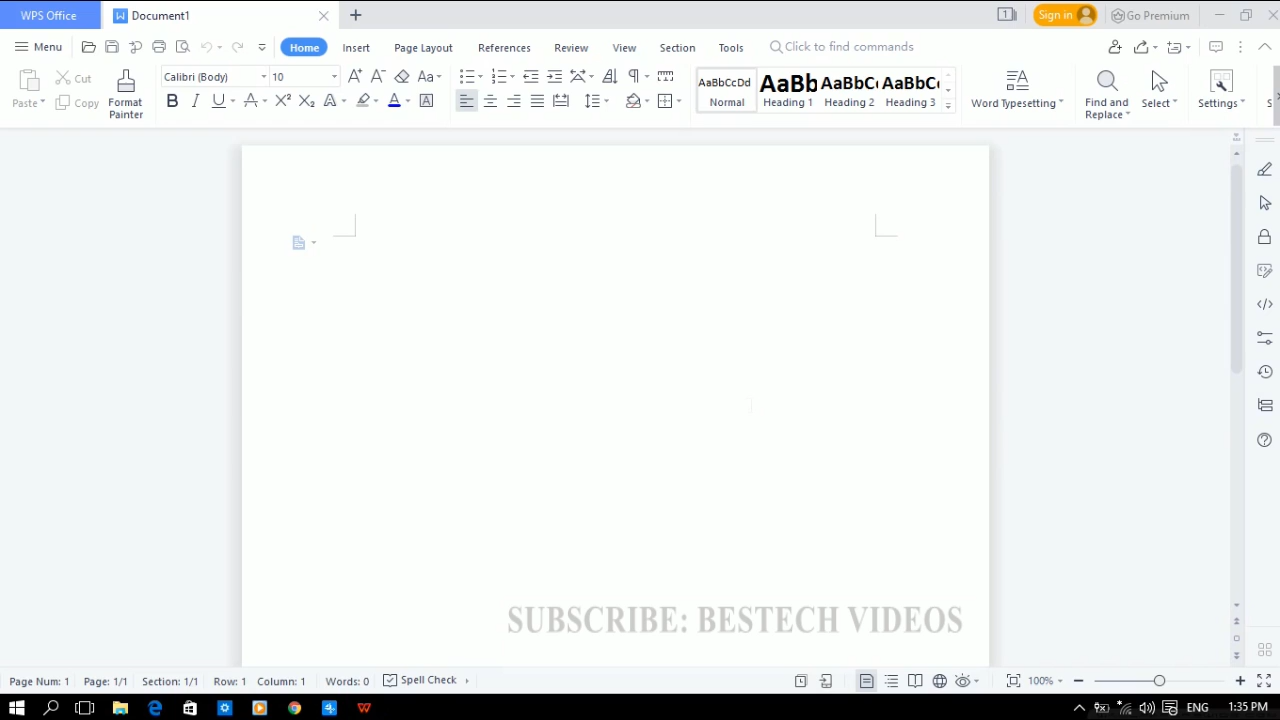 WPS Office
Document1
1
Sign in
Go Premium
Menu
Home
Insert
Page Layout
References
Review
View
Section
Tools
Click to find commands
Paste
Cut
Copy
Format
Painter
Calibri (Body)
10
AaBbCcDd
Normal
AaBb
Heading 1
AaBbC
Heading 2
AaBbC
Heading 3
Word Typesetting
Find and
Replace
Select
Settings
SUBSCRIBE: BESTECH VIDEOS
Page Num: 1
Page: 1/1
Section: 1/1
Row: 1
Column: 1
Words: 0
Spell Check
100%
ENG
1:35 PM